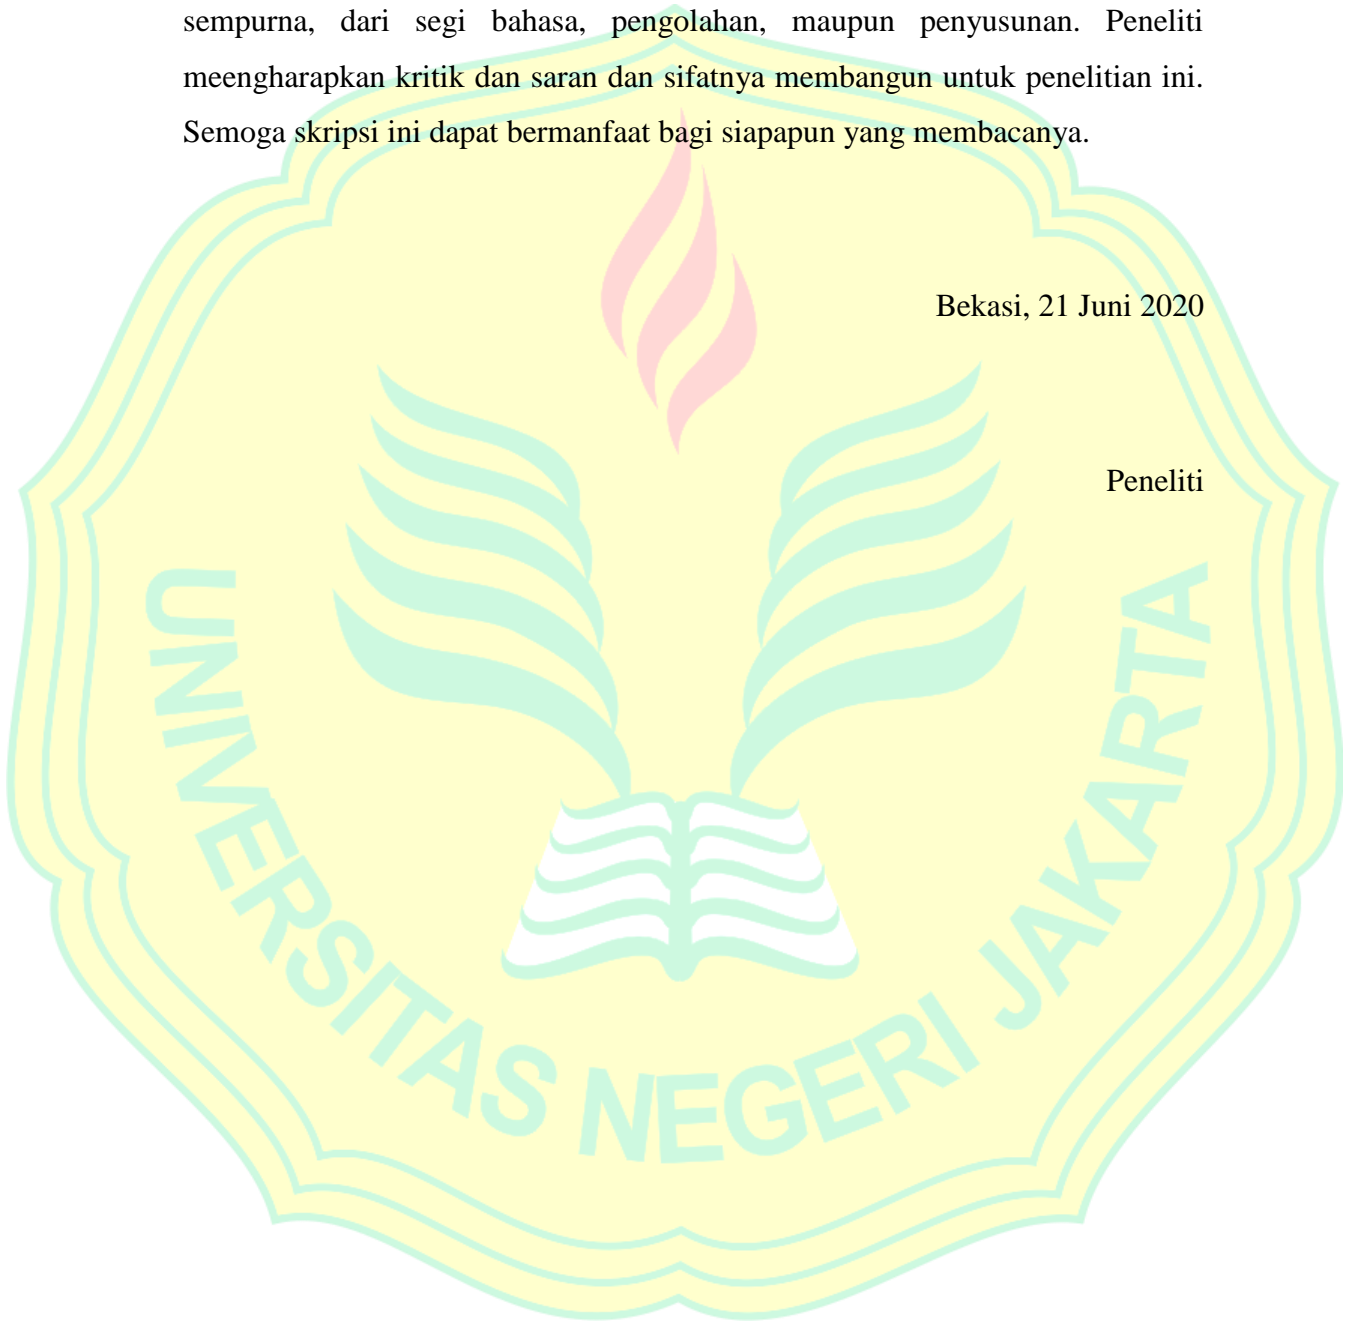 sempurna, dari segi bahasa, pengolahan, maupun penyusunan. Peneliti
meengharapkan kritik dan saran dan sifatnya membangun untuk penelitian ini.
Semoga skripsi ini dapat bermanfaat bagi siapapun yang membacanya.
Bekasi, 21 Juni 2020
Peneliti
UNIVERSITAS NEGERI JAKARTA